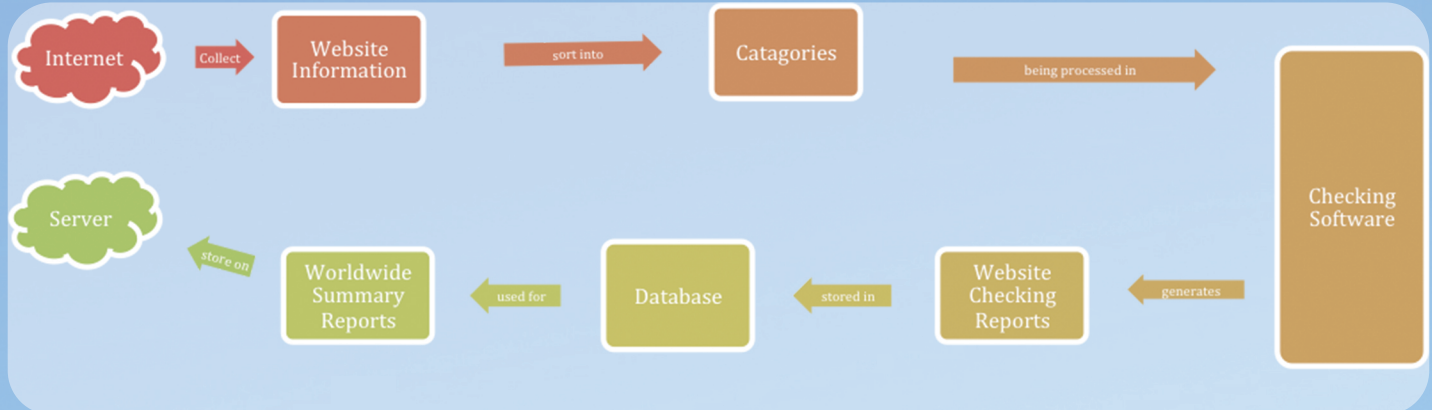 Internet
Collect
Website
Information
sort into
Catagories
being processed in
Checking
Software
generates
Website
Checking
Reports
stored in
Database
used for
Worldwide
Summary
Reports
store on
Server